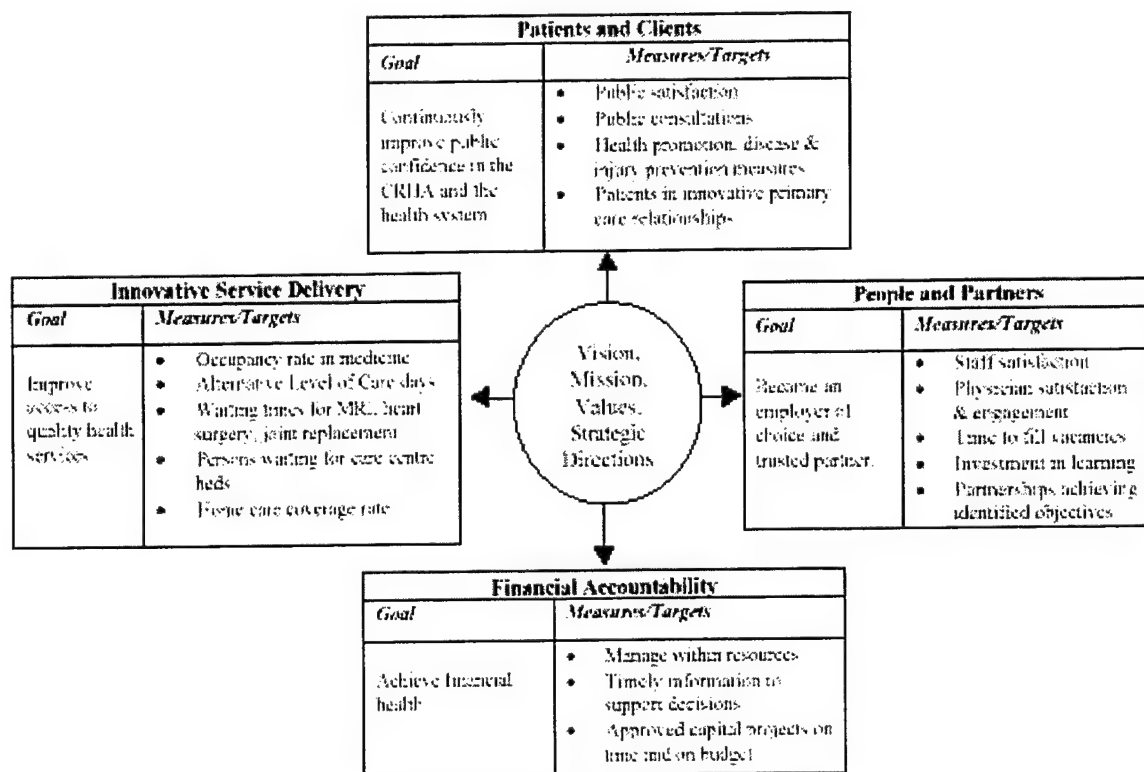 Patients and Clients
Goal
Measures/Targets
Continuously
improve public
confidence in the
CRHA and the
health system
• Public satisfaction
• Public consultations
• Health promotion, disease &
injury prevention measures
• Patients in innovative primary
care relationships
Innovative Service Delivery
Goal
Measures/Targets
Improve
access to
quality health
services
• Occupancy rate in medicine
• Alternative Level of Care days
• Waiting times for MRI, heart
surgery, joint replacement
• Persons waiting for care centre
beds
• Home care coverage rate
Vision,
Mission,
Values,
Strategic
Directions
People and Partners
Goal
Measures/Targets
Become an
employer of
choice and
trusted partner.
• Staff satisfaction
• Physician satisfaction
& engagement
• Time to fill vacancies
• Investment in learning
• Partnerships achieving
identified objectives
Financial Accountability
Goal
Measures/Targets
Achieve financial
health
• Manage within resources
• Timely information to
support decisions
• Approved capital projects on
time and on budget